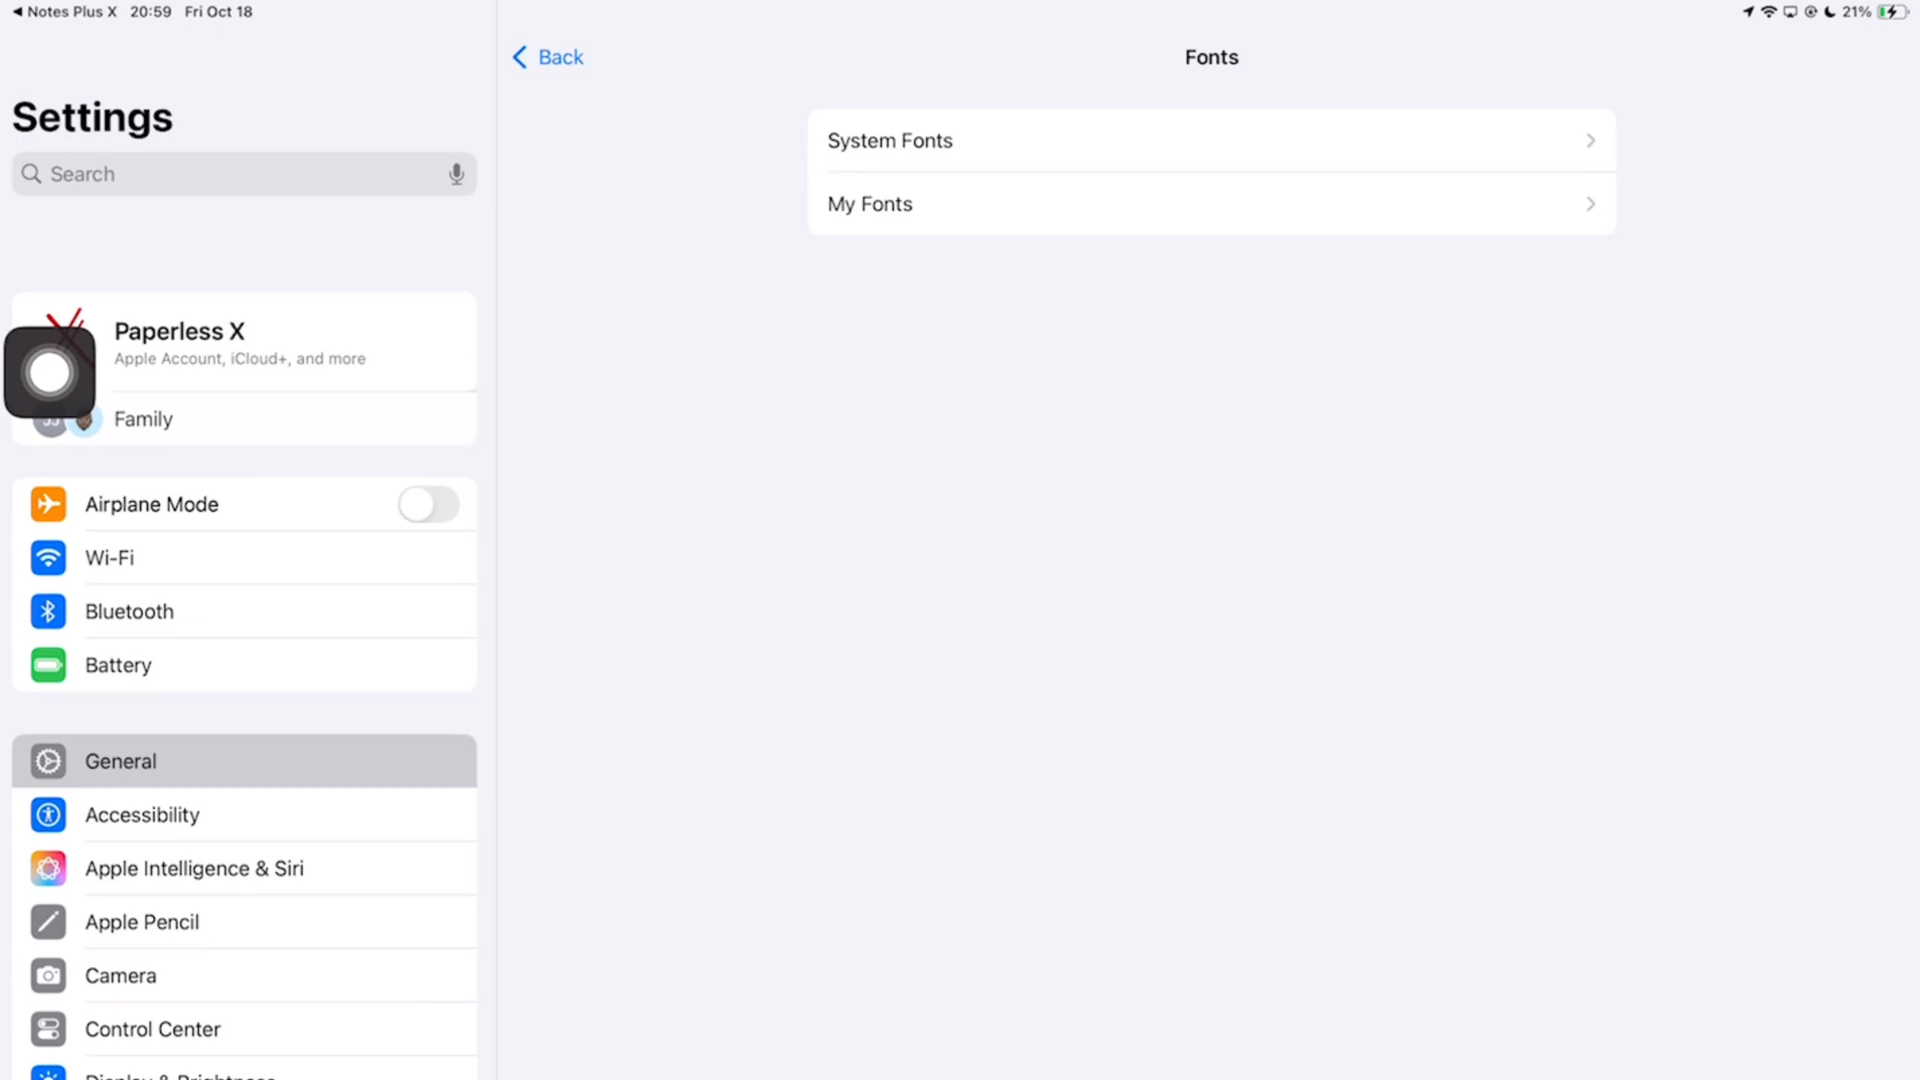 ◀ Notes Plus X 20:59 Fri Oct 18
21%
Settings
Search
Paperless X
Apple Account, iCloud+, and more
Family
Airplane Mode
Wi-Fi
Bluetooth
Battery
General
Accessibility
Apple Intelligence & Siri
Apple Pencil
Camera
Control Center
Display & Brightness
Back
Fonts
System Fonts
My Fonts